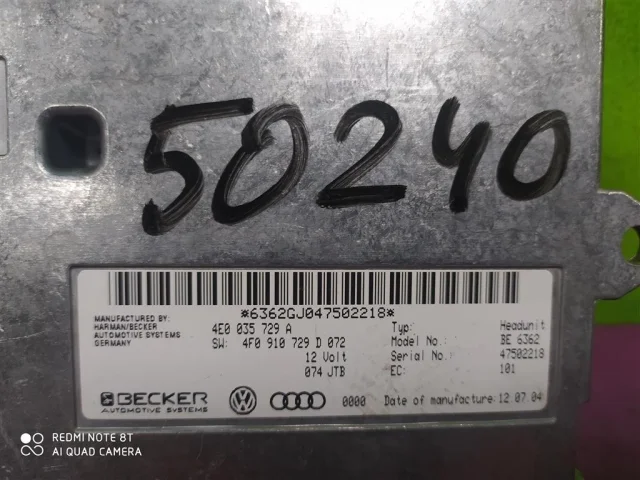 50240
*6362GJ047502218*
MANUFACTURED BY:
HARMAN/BECKER
AUTOMOTIVE SYSTEMS
GERMANY
4E0 035 729 A
SW: 4F0 910 729 D 072
12 Volt
074 JTB
Typ: Headunit
Model No.: BE 6362
Serial No.: 47502218
EC: 101
BECKER
AUTOMOTIVE SYSTEMS
0000 Date of manufacture: 12.07.04
REDMI NOTE 8T
AI QUAD CAMERA